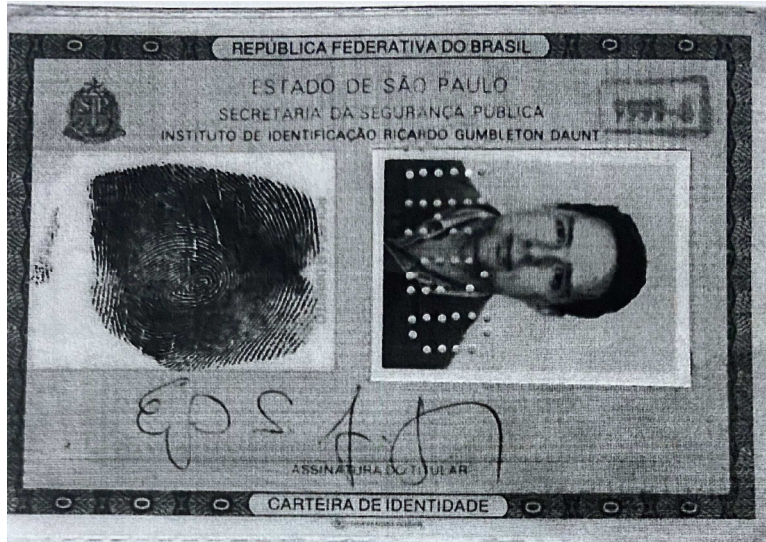 REPÚBLICA FEDERATIVA DO BRASIL
ESTADO DE SÃO PAULO
SECRETARIA DA SEGURANÇA PÚBLICA
INSTITUTO DE IDENTIFICAÇÃO RICARDO GUMBLETON DAUNT
ASSINATURA DO TITULAR
CARTEIRA DE IDENTIDADE